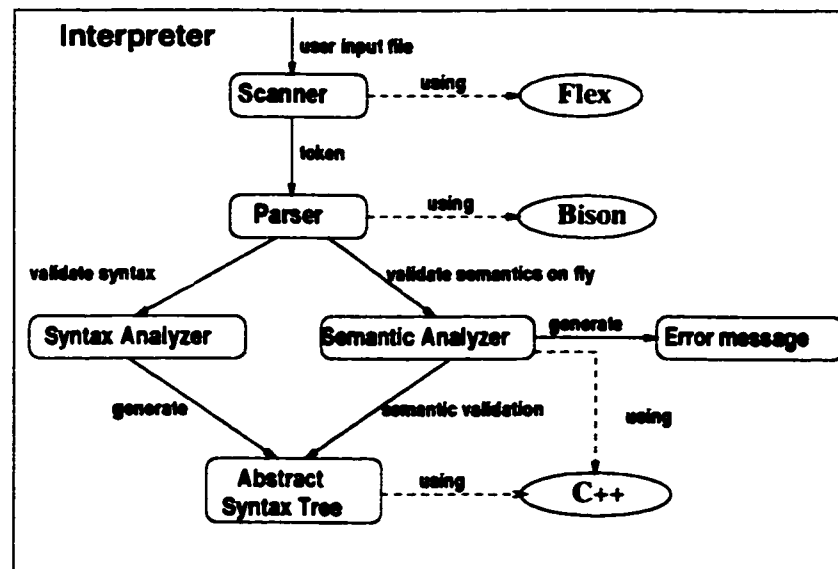 Interpreter
user input file
Scanner
using
Flex
token
Parser
using
Bison
validate syntax
validate semantics on fly
Syntax Analyzer
Semantic Analyzer
generate
Error message
generate
semantic validation
using
Abstract
Syntax Tree
using
C++